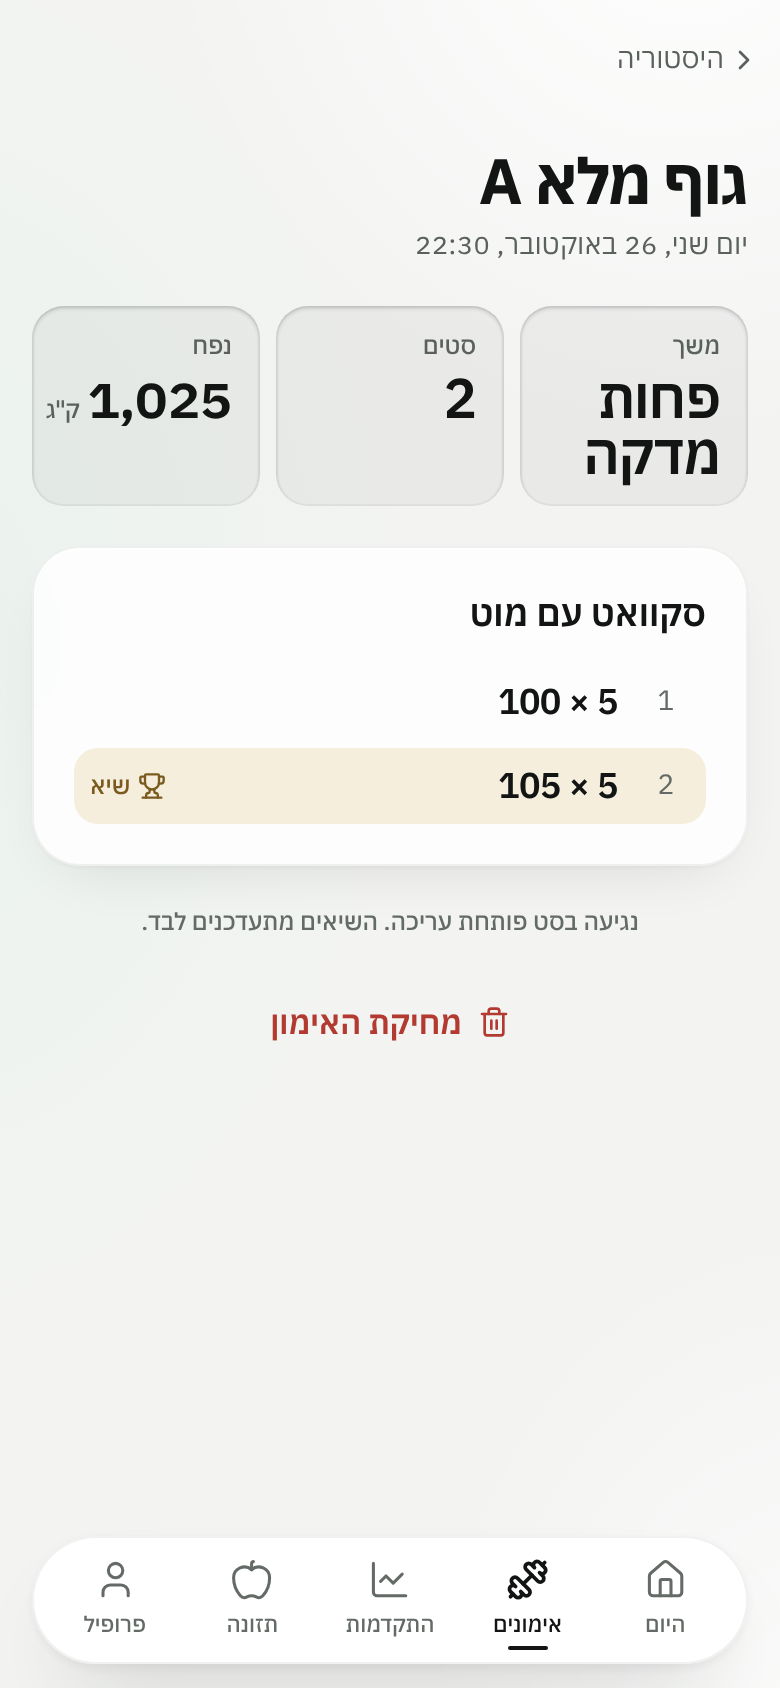 היסטוריה
גוף מלא A
יום שני, 26 באוקטובר, 22:30
משך
פחות
מדקה
סטים
2
נפח
1,025 ק"ג
סקוואט עם מוט
1 100 × 5
2 105 × 5 שיא
נגיעה בסט פותחת עריכה. השיאים מתעדכנים לבד.
מחיקת האימון
היום
אימונים
התקדמות
תזונה
פרופיל